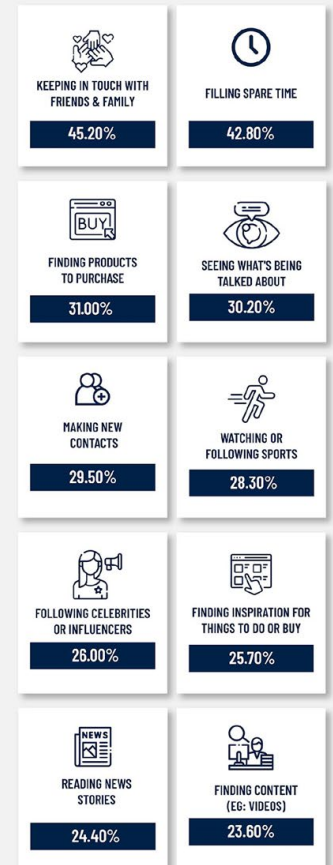 KEEPING IN TOUCH WITH
FRIENDS & FAMILY
45.20%
FILLING SPARE TIME
42.80%
BUY
FINDING PRODUCTS
TO PURCHASE
31.00%
SEEING WHAT'S BEING
TALKED ABOUT
30.20%
MAKING NEW
CONTACTS
29.50%
WATCHING OR
FOLLOWING SPORTS
28.30%
FOLLOWING CELEBRITIES
OR INFLUENCERS
26.00%
FINDING INSPIRATION FOR
THINGS TO DO OR BUY
25.70%
NEWS
READING NEWS
STORIES
24.40%
FINDING CONTENT
(EG: VIDEOS)
23.60%